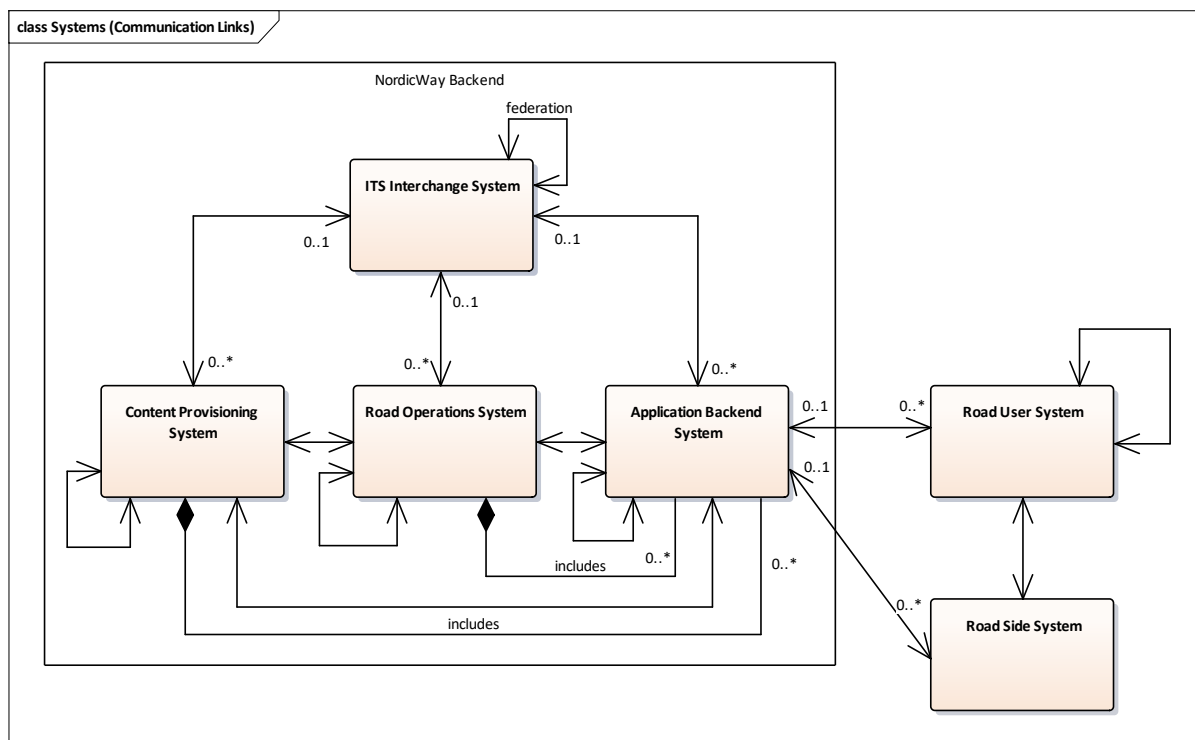 class Systems (Communication Links)
NordicWay Backend
federation
ITS Interchange System
0..1
0..1
0..1
0..*
0..*
0..*
Content Provisioning
System
Road Operations System
Application Backend
System
0..1
0..*
Road User System
0..1
0..*
0..*
includes
0..*
includes
Road Side System